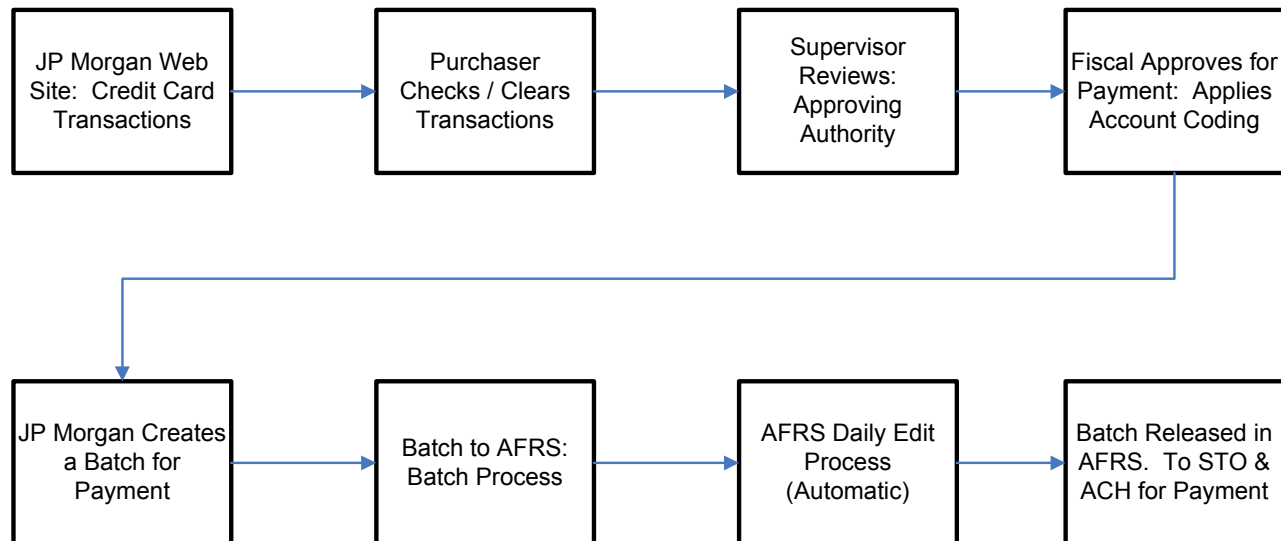 JP Morgan Web
Site:  Credit Card
Transactions
Purchaser
Checks / Clears
Transactions
Supervisor
Reviews:
Approving
Authority
Fiscal Approves for
Payment:  Applies
Account Coding
JP Morgan Creates
a Batch for
Payment
Batch to AFRS:
Batch Process
AFRS Daily Edit
Process
(Automatic)
Batch Released in
AFRS.  To STO &
ACH for Payment